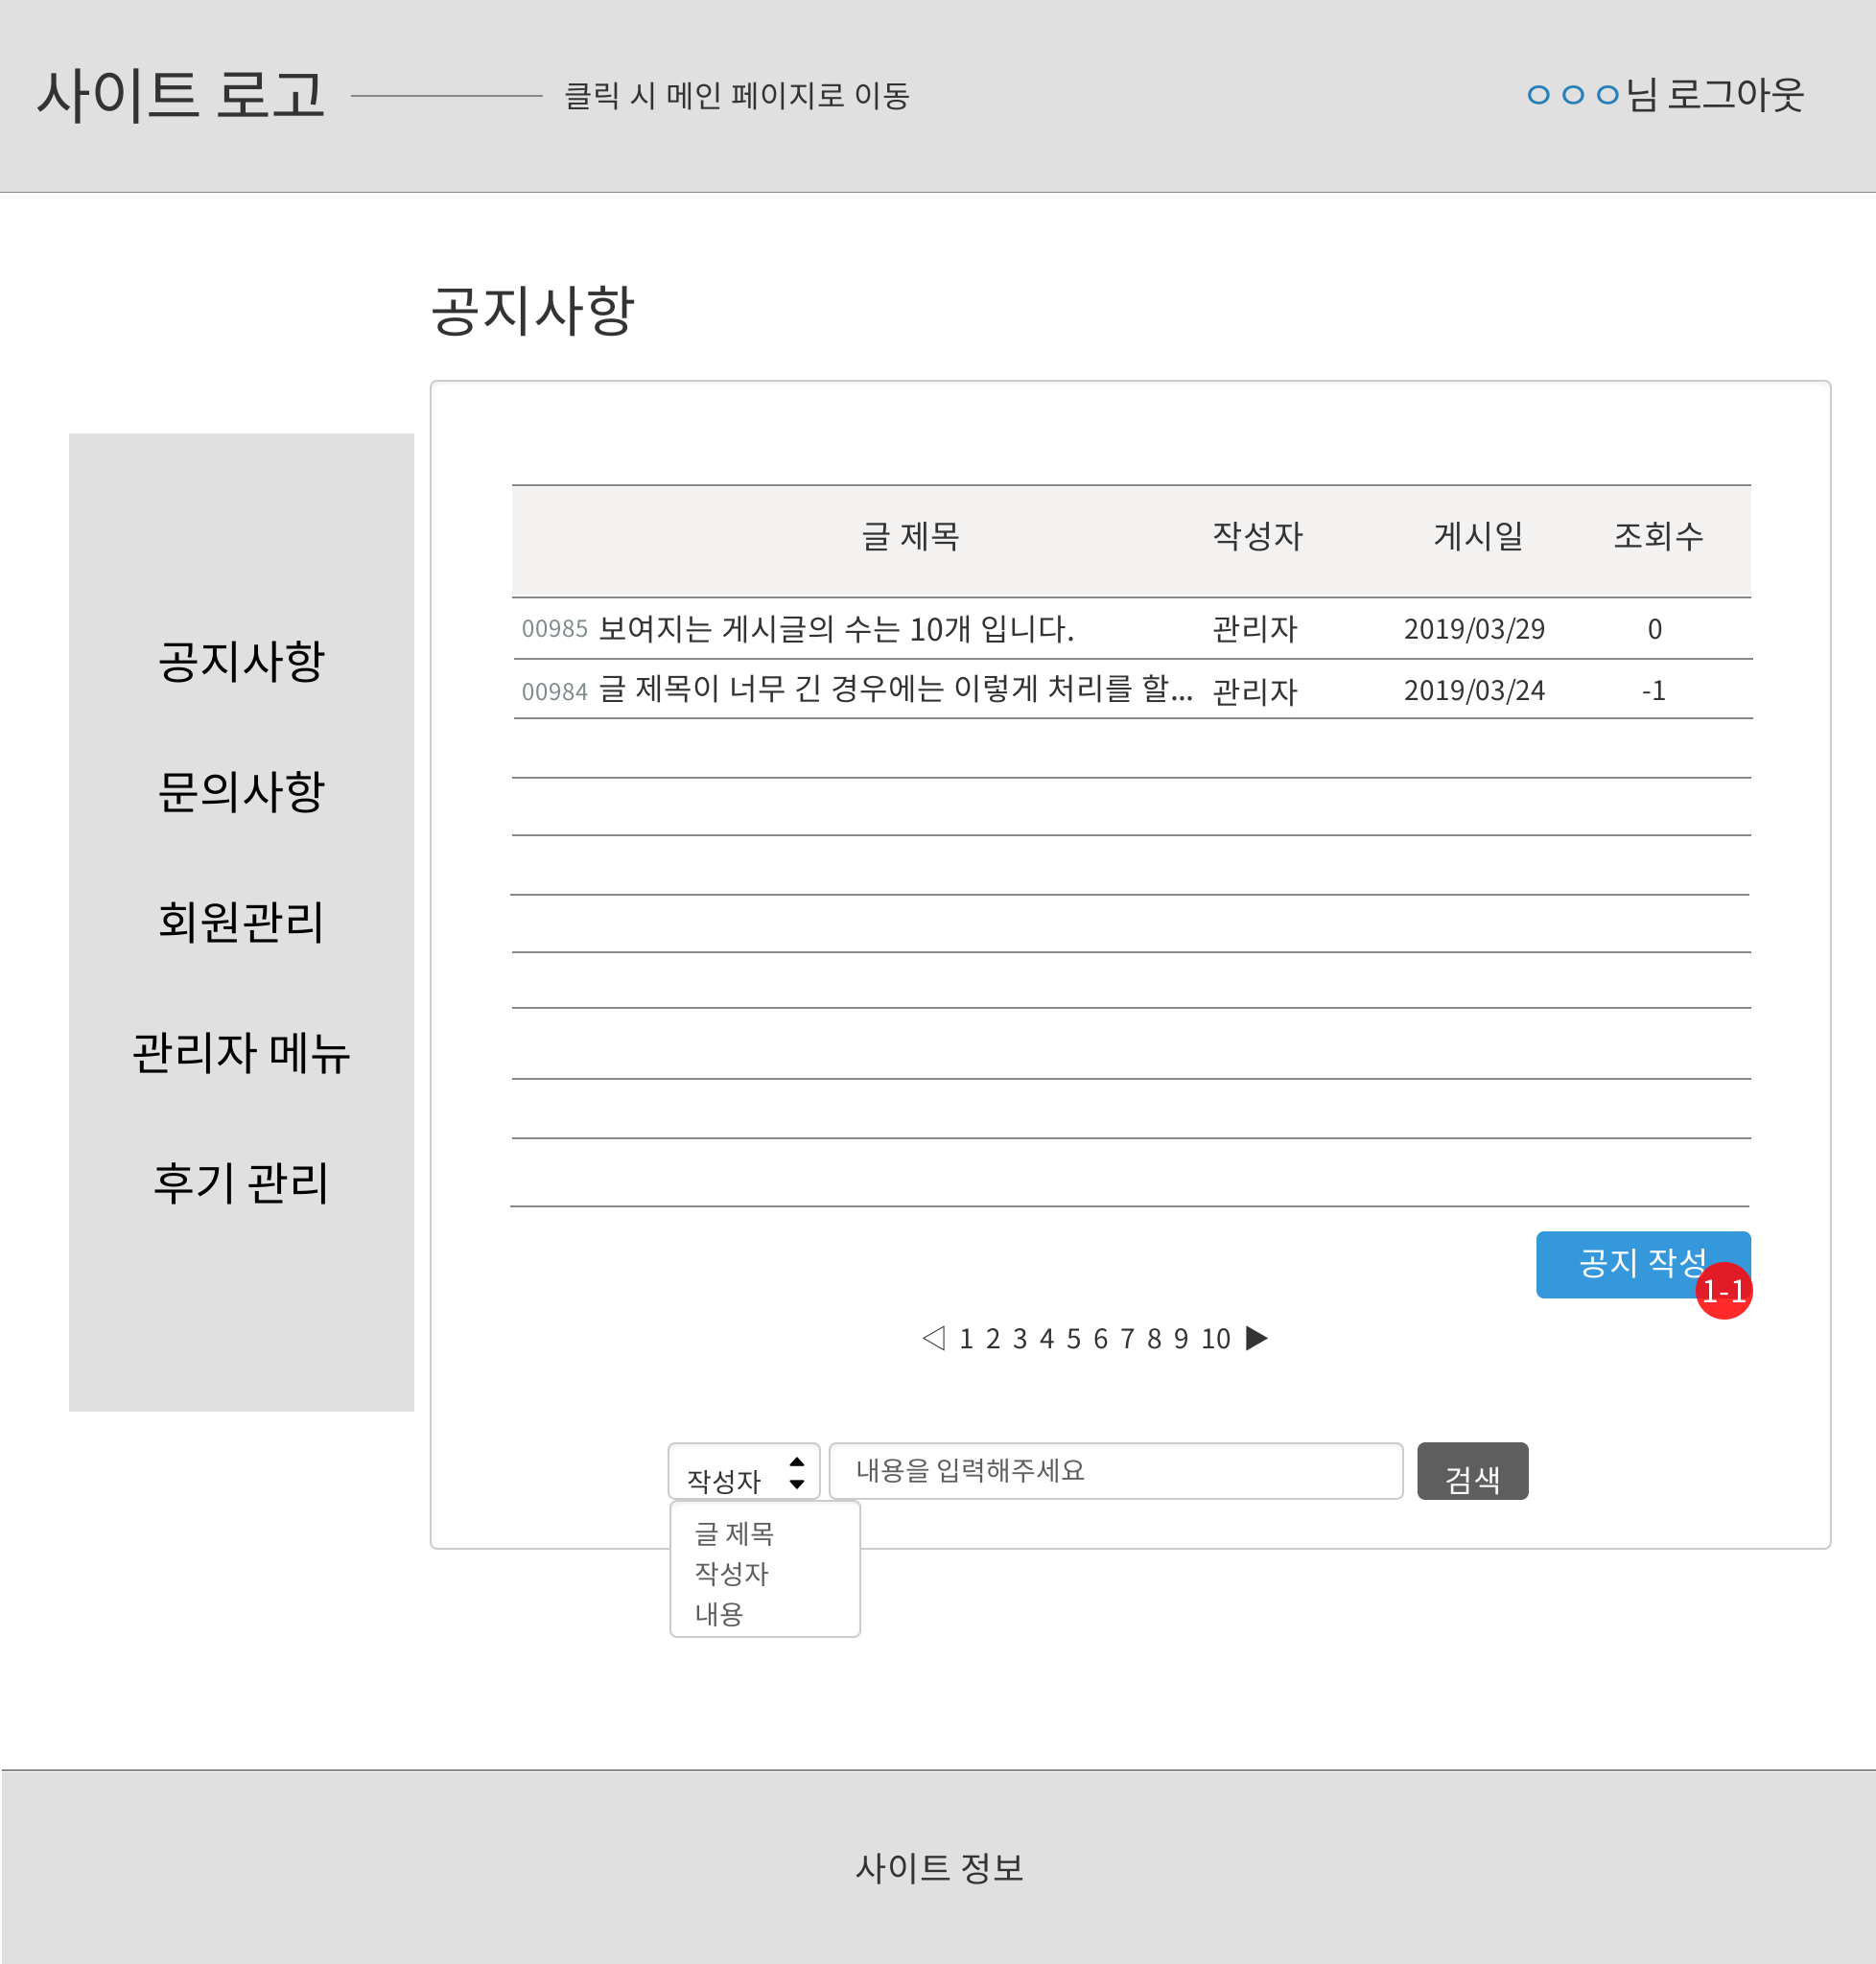 사이트 로고
클릭 시 메인 페이지로 이동
ㅇㅇㅇ님 로그아웃
공지사항
공지사항
문의사항
회원관리
관리자 메뉴
후기 관리
글 제목 작성자 게시일 조회수
00985 보여지는 게시글의 수는 10개 입니다. 관리자 2019/03/29 0
00984 글 제목이 너무 긴 경우에는 이렇게 처리를 할... 관리자 2019/03/24 -1
공지 작성
1-1
◁ 1 2 3 4 5 6 7 8 9 10 ▶
작성자 내용을 입력해주세요 검색
글 제목
작성자
내용
사이트 정보